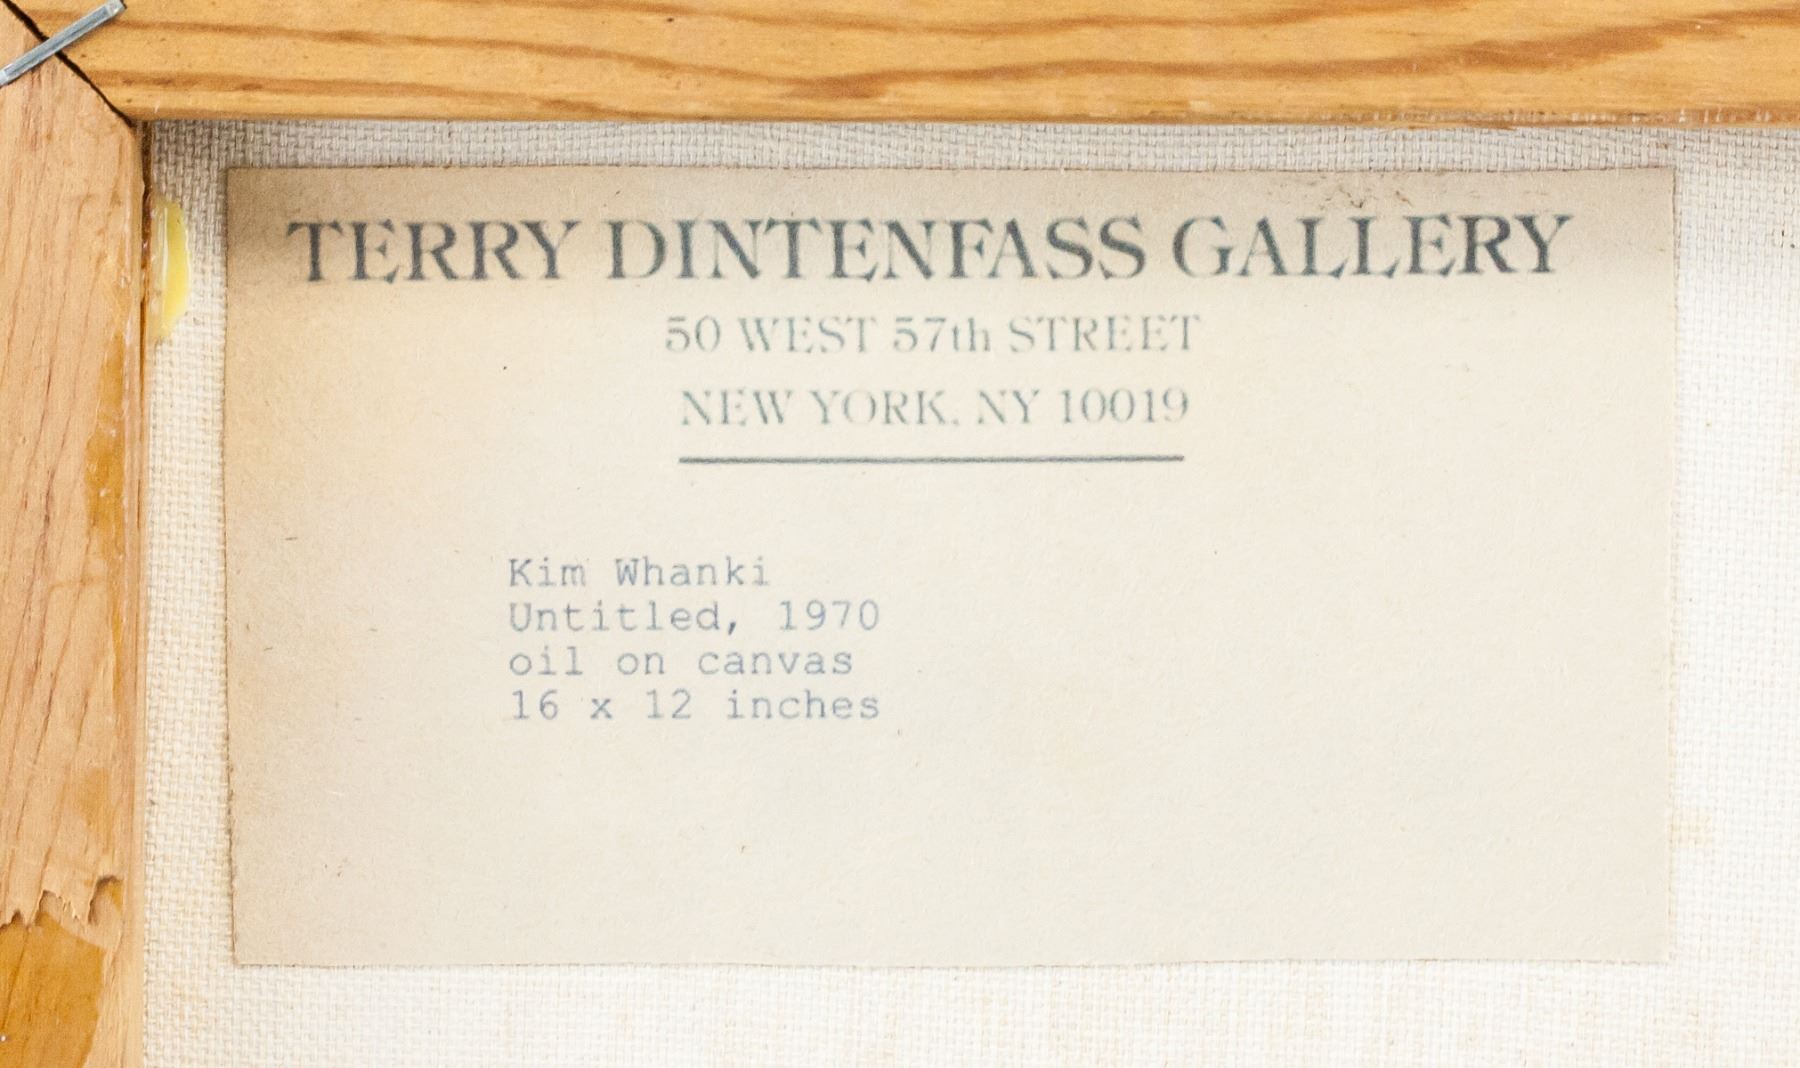 TERRY DINTENFASS GALLERY
50 WEST 57th STREET
NEW YORK, NY 10019
Kim Whanki
Untitled, 1970
oil on canvas
16 x 12 inches